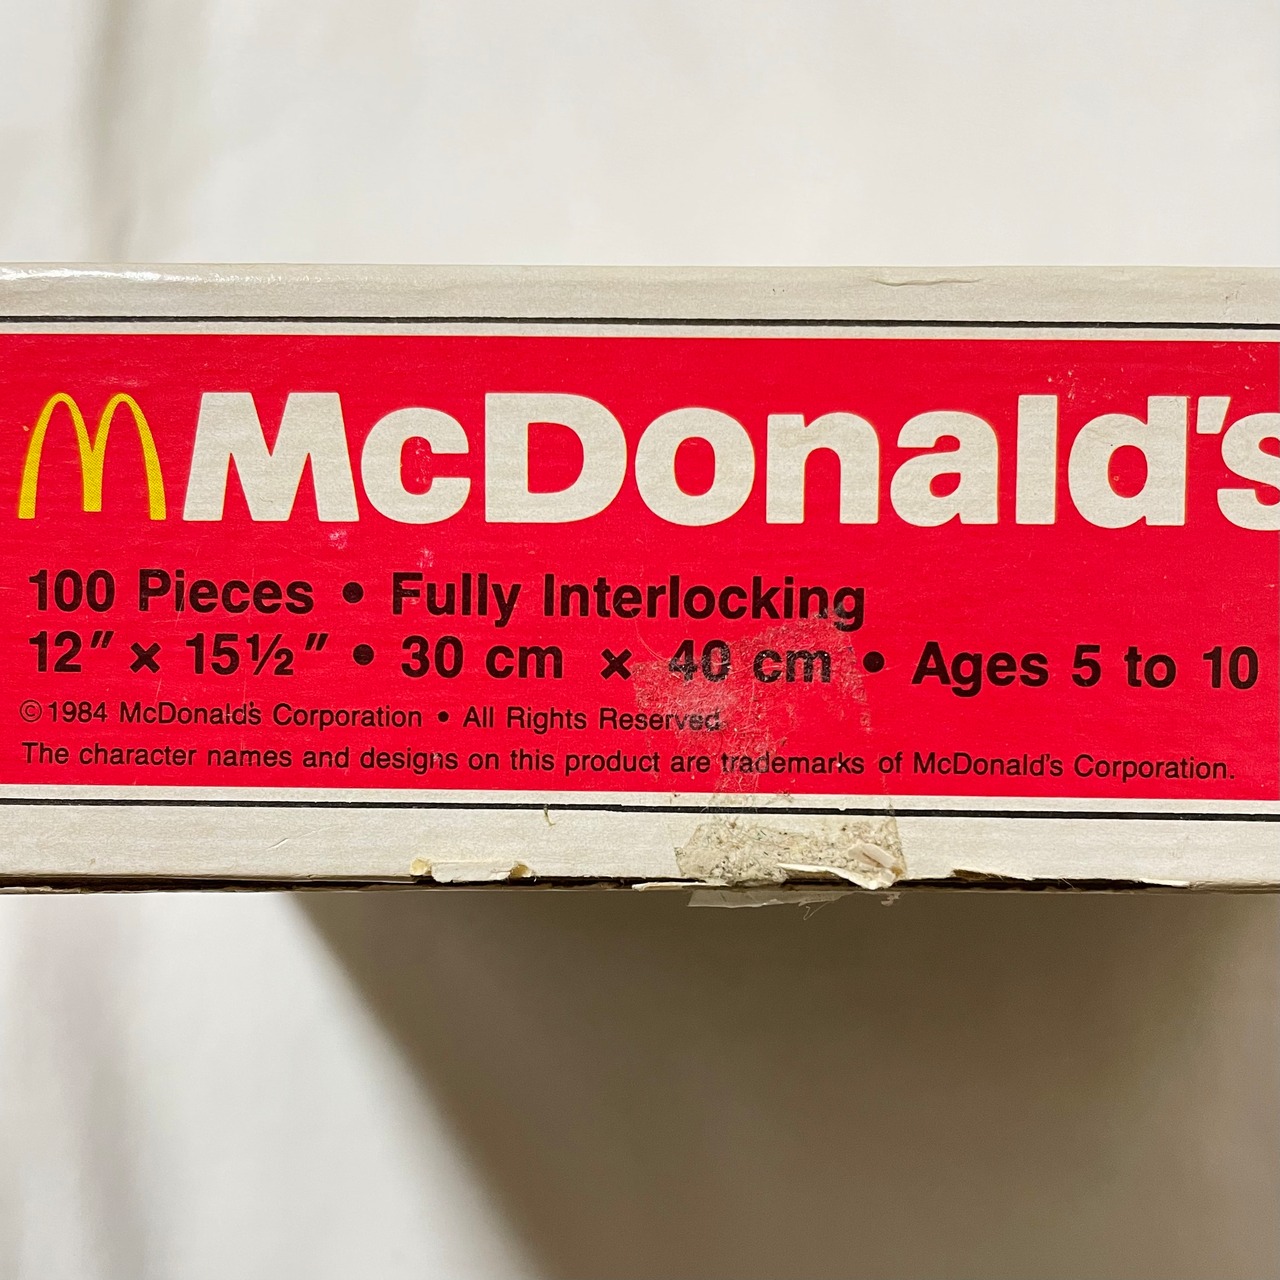 McDonald's
100 Pieces • Fully Interlocking
12" × 15½" • 30 cm × 40 cm • Ages 5 to 10
©1984 McDonald's Corporation • All Rights Reserved
The character names and designs on this product are trademarks of McDonald's Corporation.